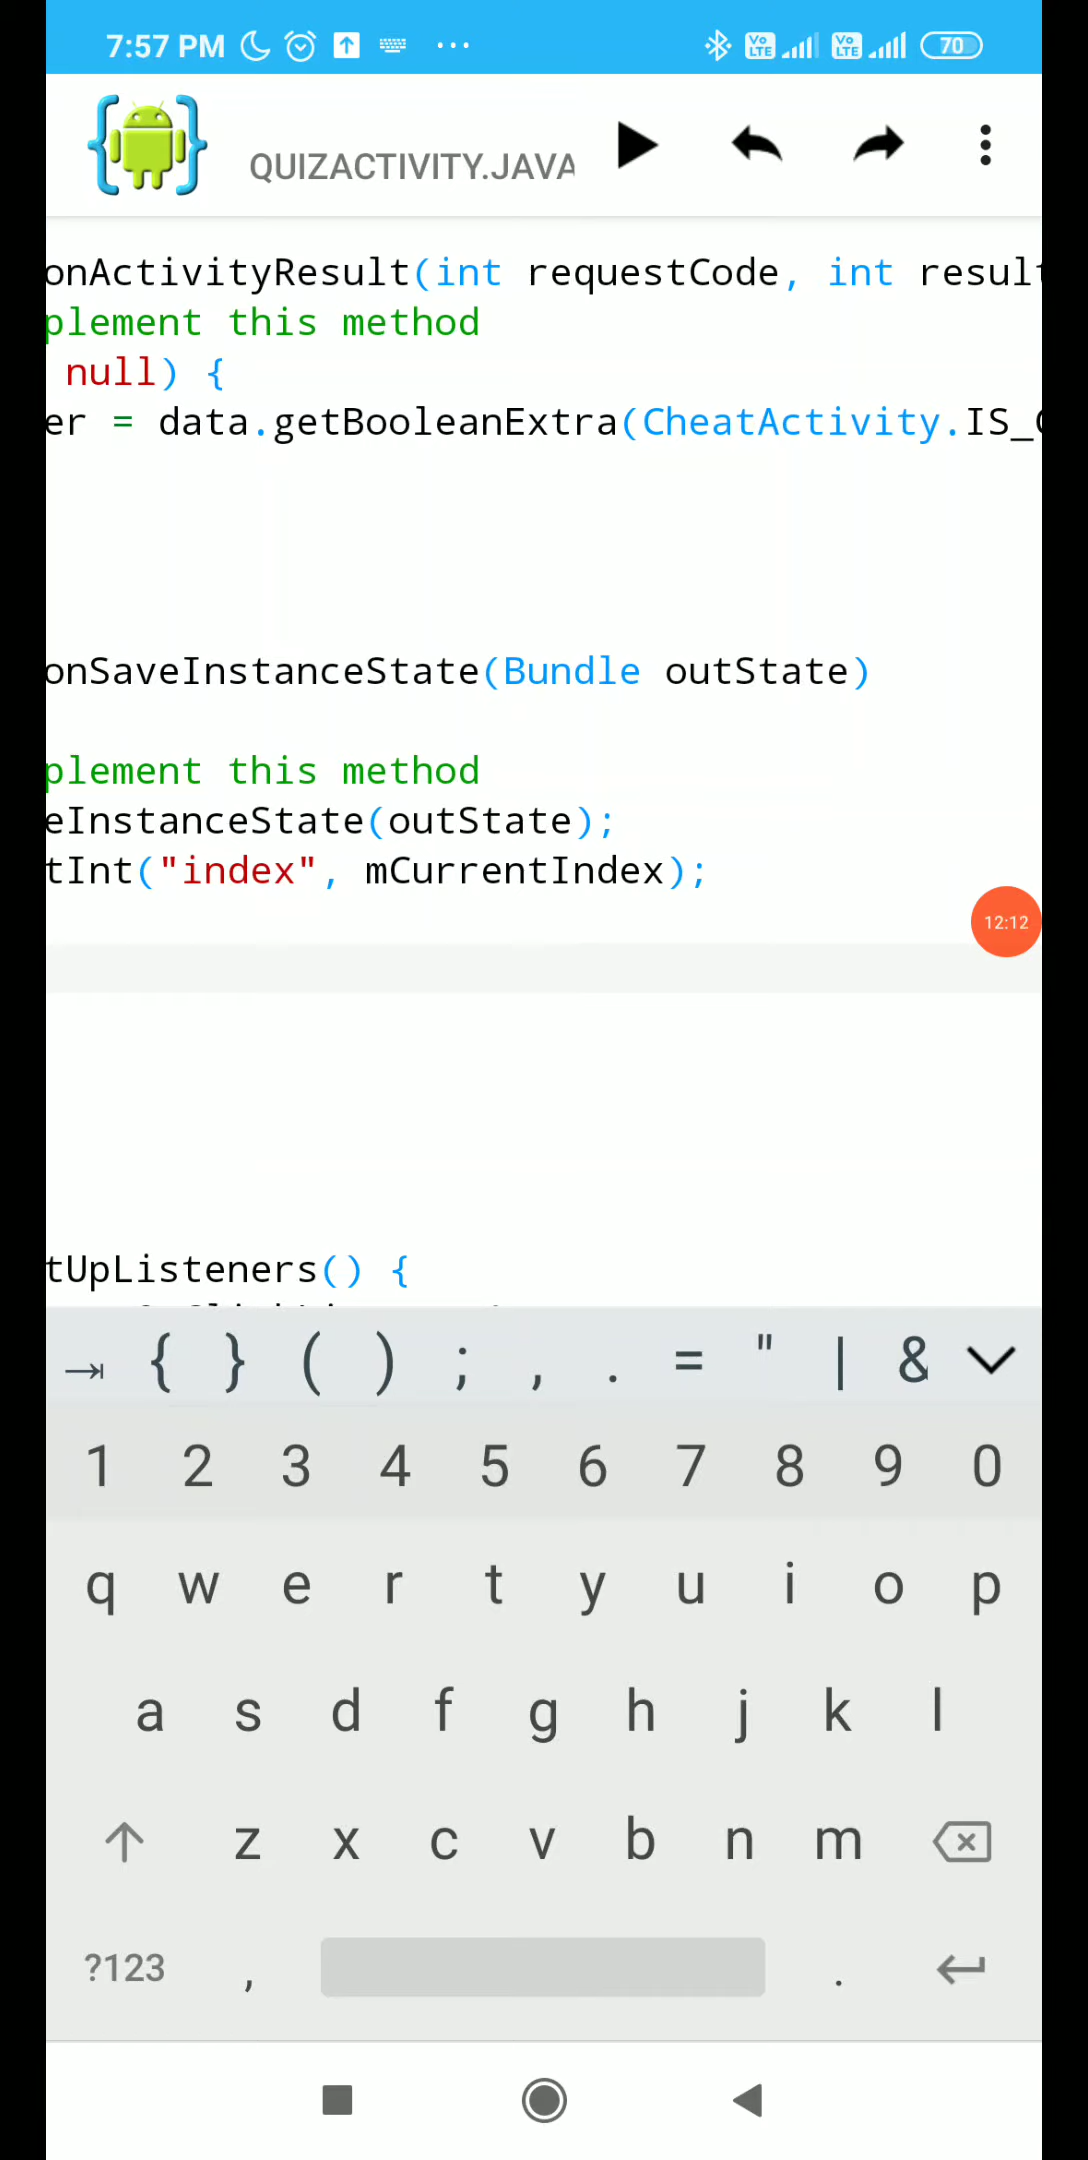 7:57 PM 70
QUIZACTIVITY.JAVA
onActivityResult(int requestCode, int result
plement this method
null) {
er = data.getBooleanExtra(CheatActivity.IS_C
onSaveInstanceState(Bundle outState)
plement this method
eInstanceState(outState);
tInt("index", mCurrentIndex);
12:12
tUpListeners() {
{ } ( ) ; , . = " | &
1 2 3 4 5 6 7 8 9 0
q w e r t y u i o p
a s d f g h j k l
z x c v b n m
?123 , .